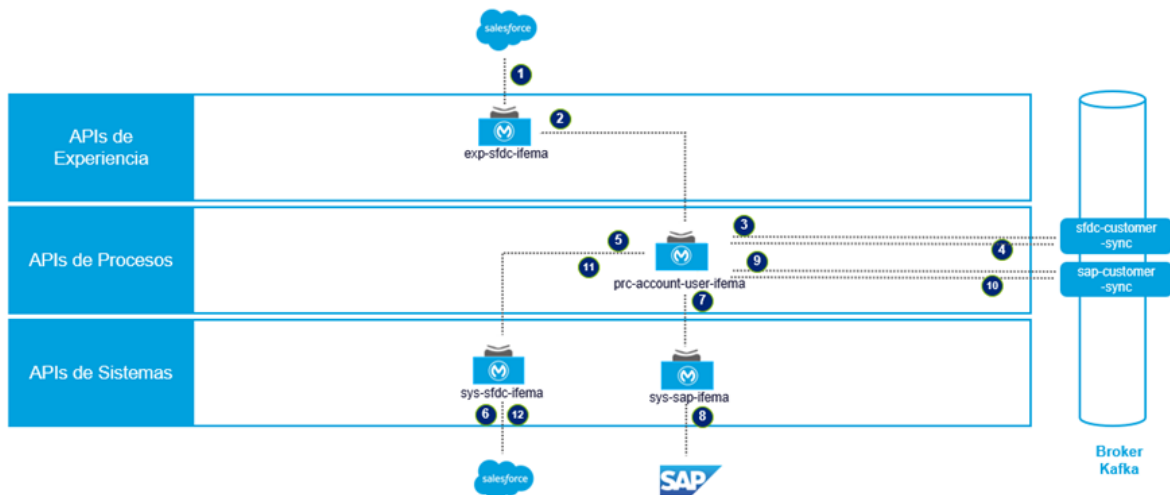 salesforce
1
APIs de
Experiencia
2
exp-sfdc-ifema
3
sfdc-customer
-sync
4
5
APIs de Procesos
11
9
sap-customer
-sync
10
prc-account-user-ifema
7
APIs de Sistemas
sys-sfdc-ifema
sys-sap-ifema
6
12
8
Broker
Kafka
salesforce
SAP